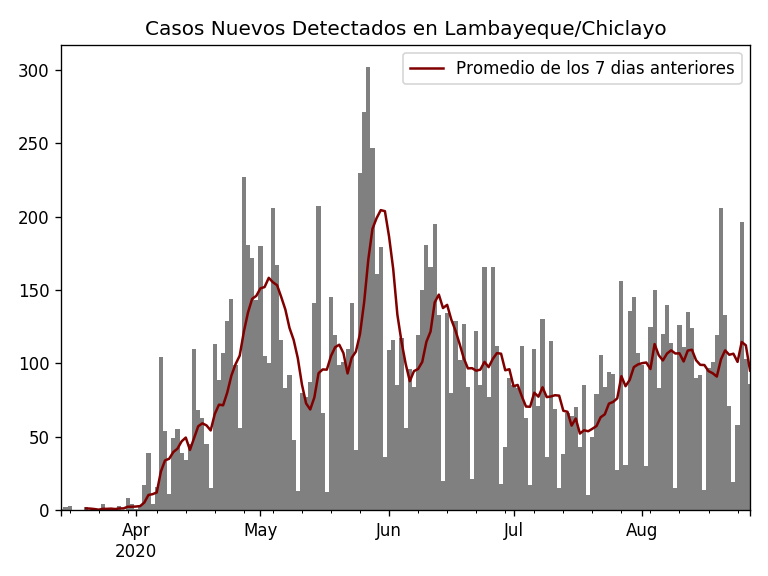 Casos Nuevos Detectados en Lambayeque/Chiclayo
Promedio de los 7 dias anteriores
300
250
200
150
100
50
0
Apr
2020
May
Jun
Jul
Aug